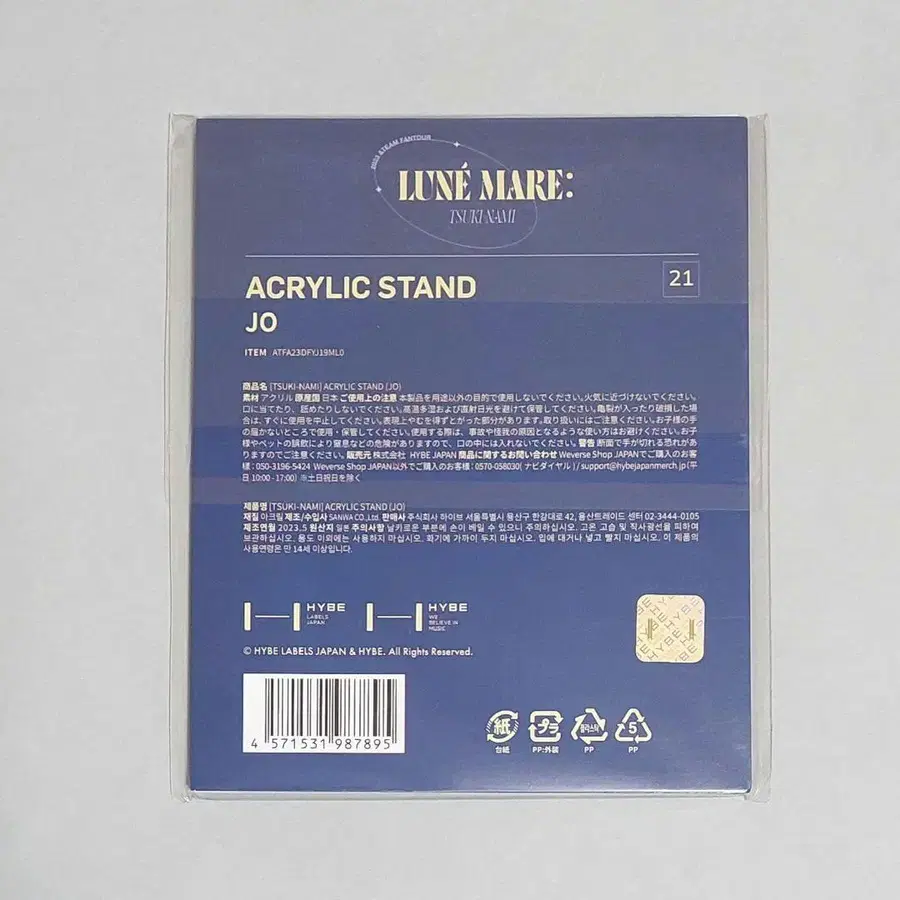 2023 &TEAM FANTOUR
LUNÉ MARE:
TSUKI NAMI
ACRYLIC STAND
21
JO
ITEM ATFA23DFYJ19ML0
商品名 [TSUKI-NAMI] ACRYLIC STAND (JO)
素材 アクリル 原産国 日本 ご使用上の注意 本製品を用途以外の目的で使用しないでください。火気に近づけないでください。
口に当てたり、舐めたりしないでください。高温多湿および直射日光を避けて保管してください。亀裂が入ったり破損した場
合は、すぐに使用を中止してください。表現上やむを得ずとがった部分があります。取り扱いにはご注意ください。お子様の手
の届かないところで使用・保管してください。使用する際は、事故や怪我の原因となるような使い方はお避けください。お子
様やペットの誤飲により窒息などの危険がありますので、口の中には入れないでください。警告 断面で手が切れる恐れがあ
りますのでご注意ください。販売元 株式会社 HYBE JAPAN 商品に関するお問い合わせ Weverse Shop JAPANでご購入のお客
様: 050-3196-5424 Weverse Shop JAPAN以外でご購入のお客様: 0570-058030( ナビダイヤル ) / support@hybejapanmerch.jp (平
日 10:00 - 17:00) ※土日祝日を除く
제품명 [TSUKI-NAMI] ACRYLIC STAND (JO)
재질 아크릴 제조/수입사 SANWA CO.,Ltd. 판매사 주식회사 하이브 서울특별시 용산구 한강대로 42, 용산트레이드 센터 02-3444-0105
제조연월 2023.5 원산지 일본 주의사항 날카로운 부분에 손이 베일 수 있으니 주의하십시오. 고온 고습 및 직사광선을 피하여
보관하십시오. 용도 이외에는 사용하지 마십시오. 화기에 가까이 두지 마십시오. 입에 대거나 넣고 빨지 마십시오. 이 제품의
사용연령은 만 14세 이상입니다.
HYBE
LABELS
JAPAN
HYBE
WE
BELIEVE IN
MUSIC
© HYBE LABELS JAPAN & HYBE. All Rights Reserved.
4 571531 987895
紙
台紙
プラ
PP:外装
플라스틱
PP
5
PP